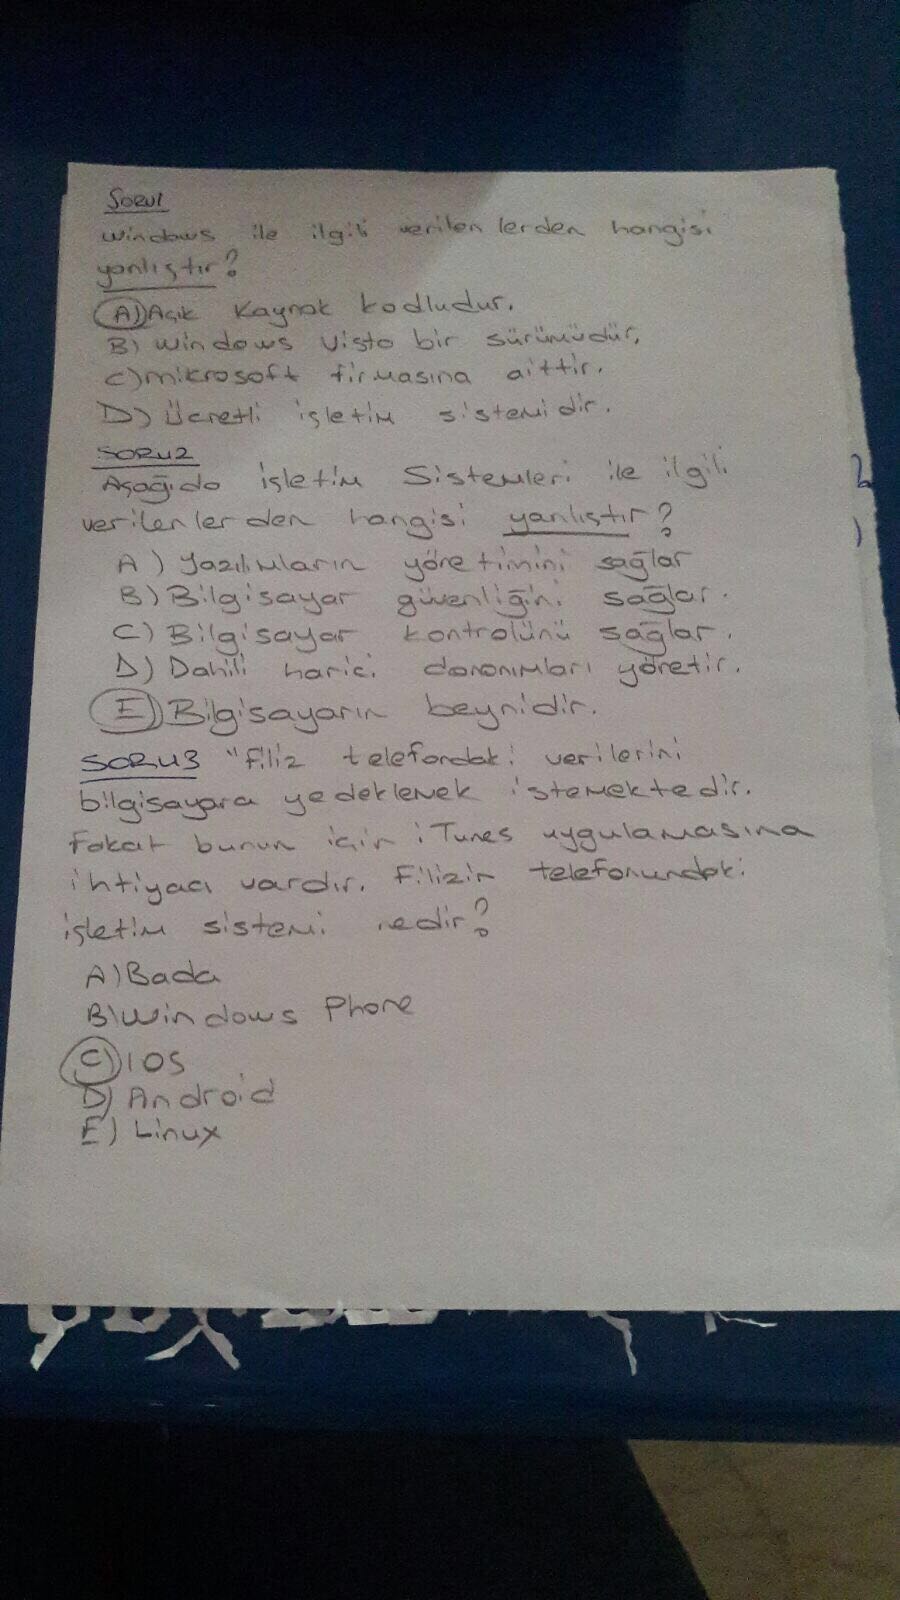 SORU1
Windows ile ilgili verilenlerden hangisi
yanlıştır?
A) Açık Kaynak kodludur.
B) Windows Vista bir sürümüdür.
C) mikrosoft firmasına aittir.
D) Ücretli işletim sistemidir.
SORU2
Aşağıda işletim Sistemleri ile ilgili
verilenlerden hangisi yanlıştır?
A) Yazılımların yöretimini sağlar
B) Bilgisayar güvenliğini sağlar.
C) Bilgisayar kontrolünü sağlar.
D) Dahili harici donanımları yöretir.
E) Bilgisayarın beynidir.
SORU3 "Filiz telefondaki verilerini
bilgisayara yedeklemek istemektedir.
Fakat bunun için iTunes uygulamasına
ihtiyacı vardır. Filizin telefonundaki
işletim sistemi nedir?
A) Bada
B) Windows Phone
C) IOS
D) Android
E) Linux